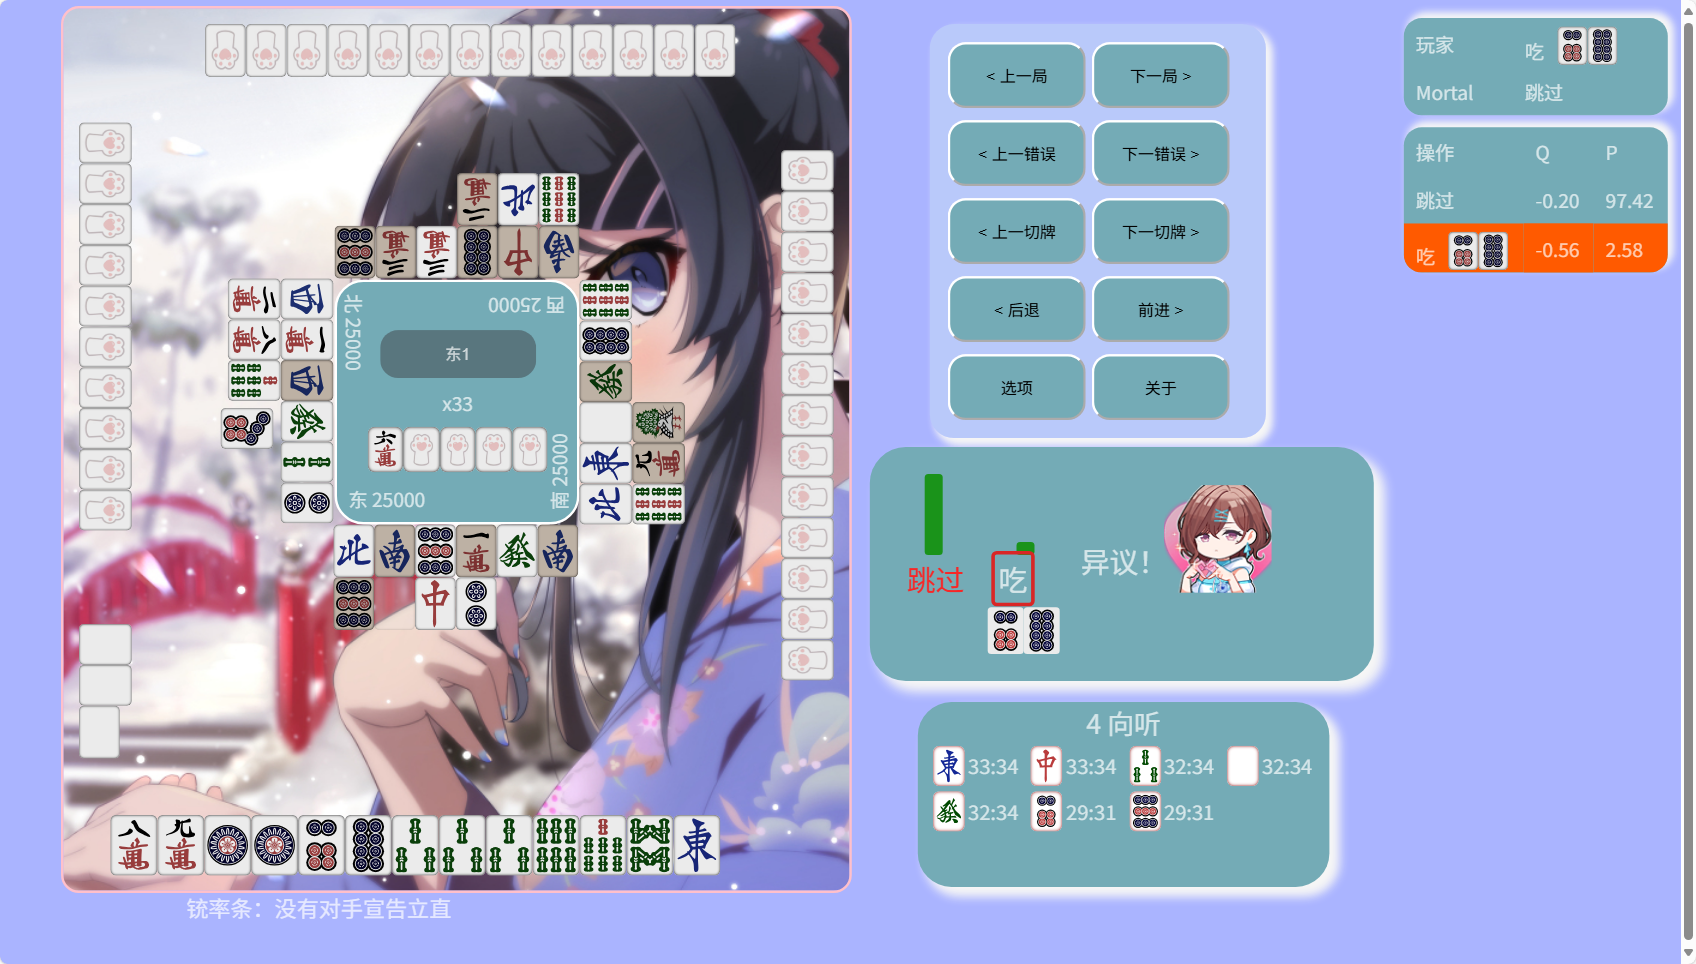 北 25000
西 25000
东1
x33
南 25000
东 25000
铳率条：没有对手宣告立直
< 上一局
下一局 >
< 上一错误
下一错误 >
< 上一切牌
下一切牌 >
< 后退
前进 >
选项
关于
跳过
吃
异议！
4 向听
東 33:34
中 33:34
32:34
32:34
發 32:34
29:31
29:31
玩家 吃
Mortal 跳过
操作 Q P
跳过 -0.20 97.42
吃 -0.56 2.58